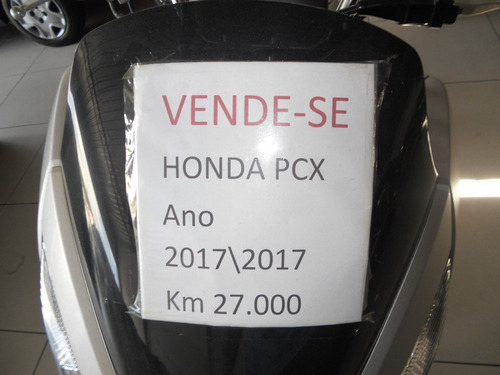 VENDE-SE
HONDA PCX
Ano
2017\2017
Km 27.000